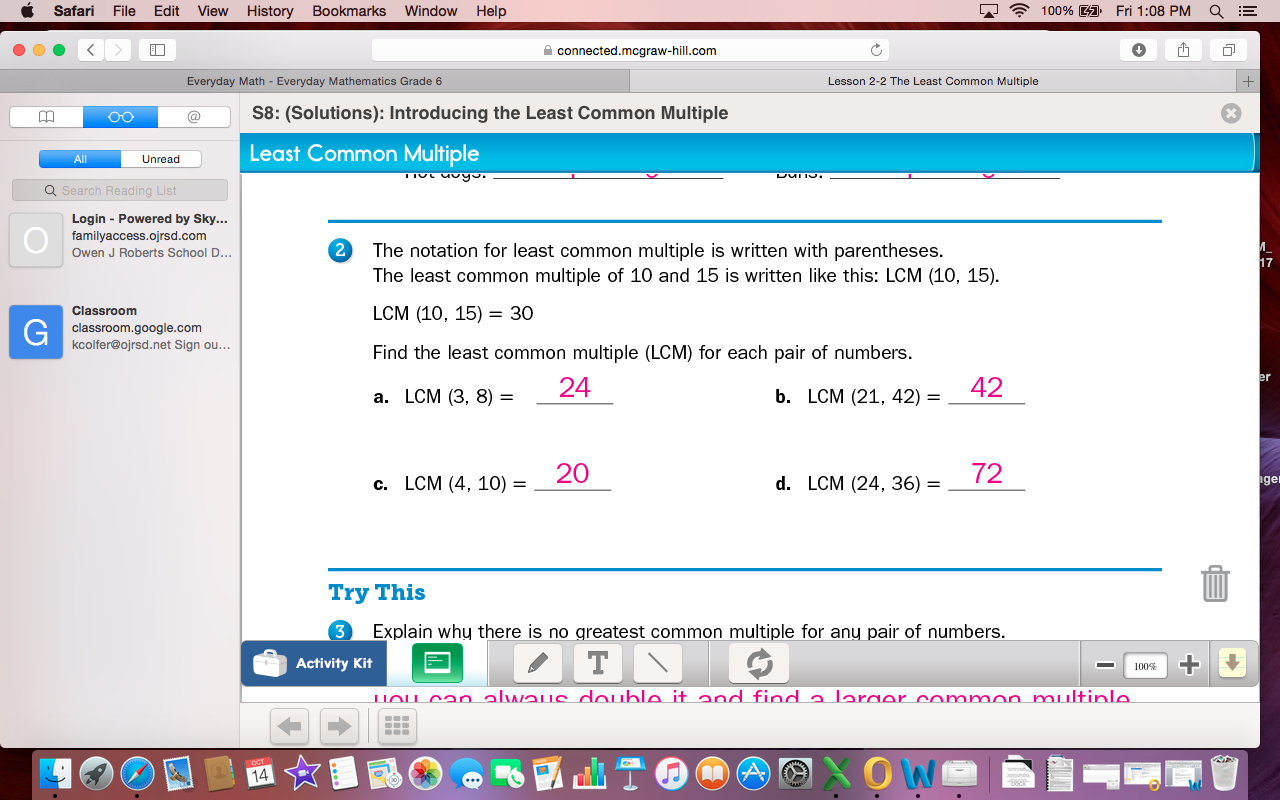 Safari File Edit View History Bookmarks Window Help 100% Fri 1:08 PM
connected.mcgraw-hill.com
Everyday Math - Everyday Mathematics Grade 6 Lesson 2-2 The Least Common Multiple
@
S8: (Solutions): Introducing the Least Common Multiple
All Unread
Least Common Multiple
Search Reading List
O
Login - Powered by Sky...
familyaccess.ojrsd.com
Owen J Roberts School D...
G
Classroom
classroom.google.com
kcolfer@ojrsd.net Sign ou...
Hot dogs: Buns:
2 The notation for least common multiple is written with parentheses.
The least common multiple of 10 and 15 is written like this: LCM (10, 15).
LCM (10, 15) = 30
Find the least common multiple (LCM) for each pair of numbers.
a. LCM (3, 8) = 24 b. LCM (21, 42) = 42
c. LCM (4, 10) = 20 d. LCM (24, 36) = 72
Try This
3 Explain why there is no greatest common multiple for any pair of numbers.
Activity Kit T 100%
you can always double it and find a larger common multiple
17
OCT
14